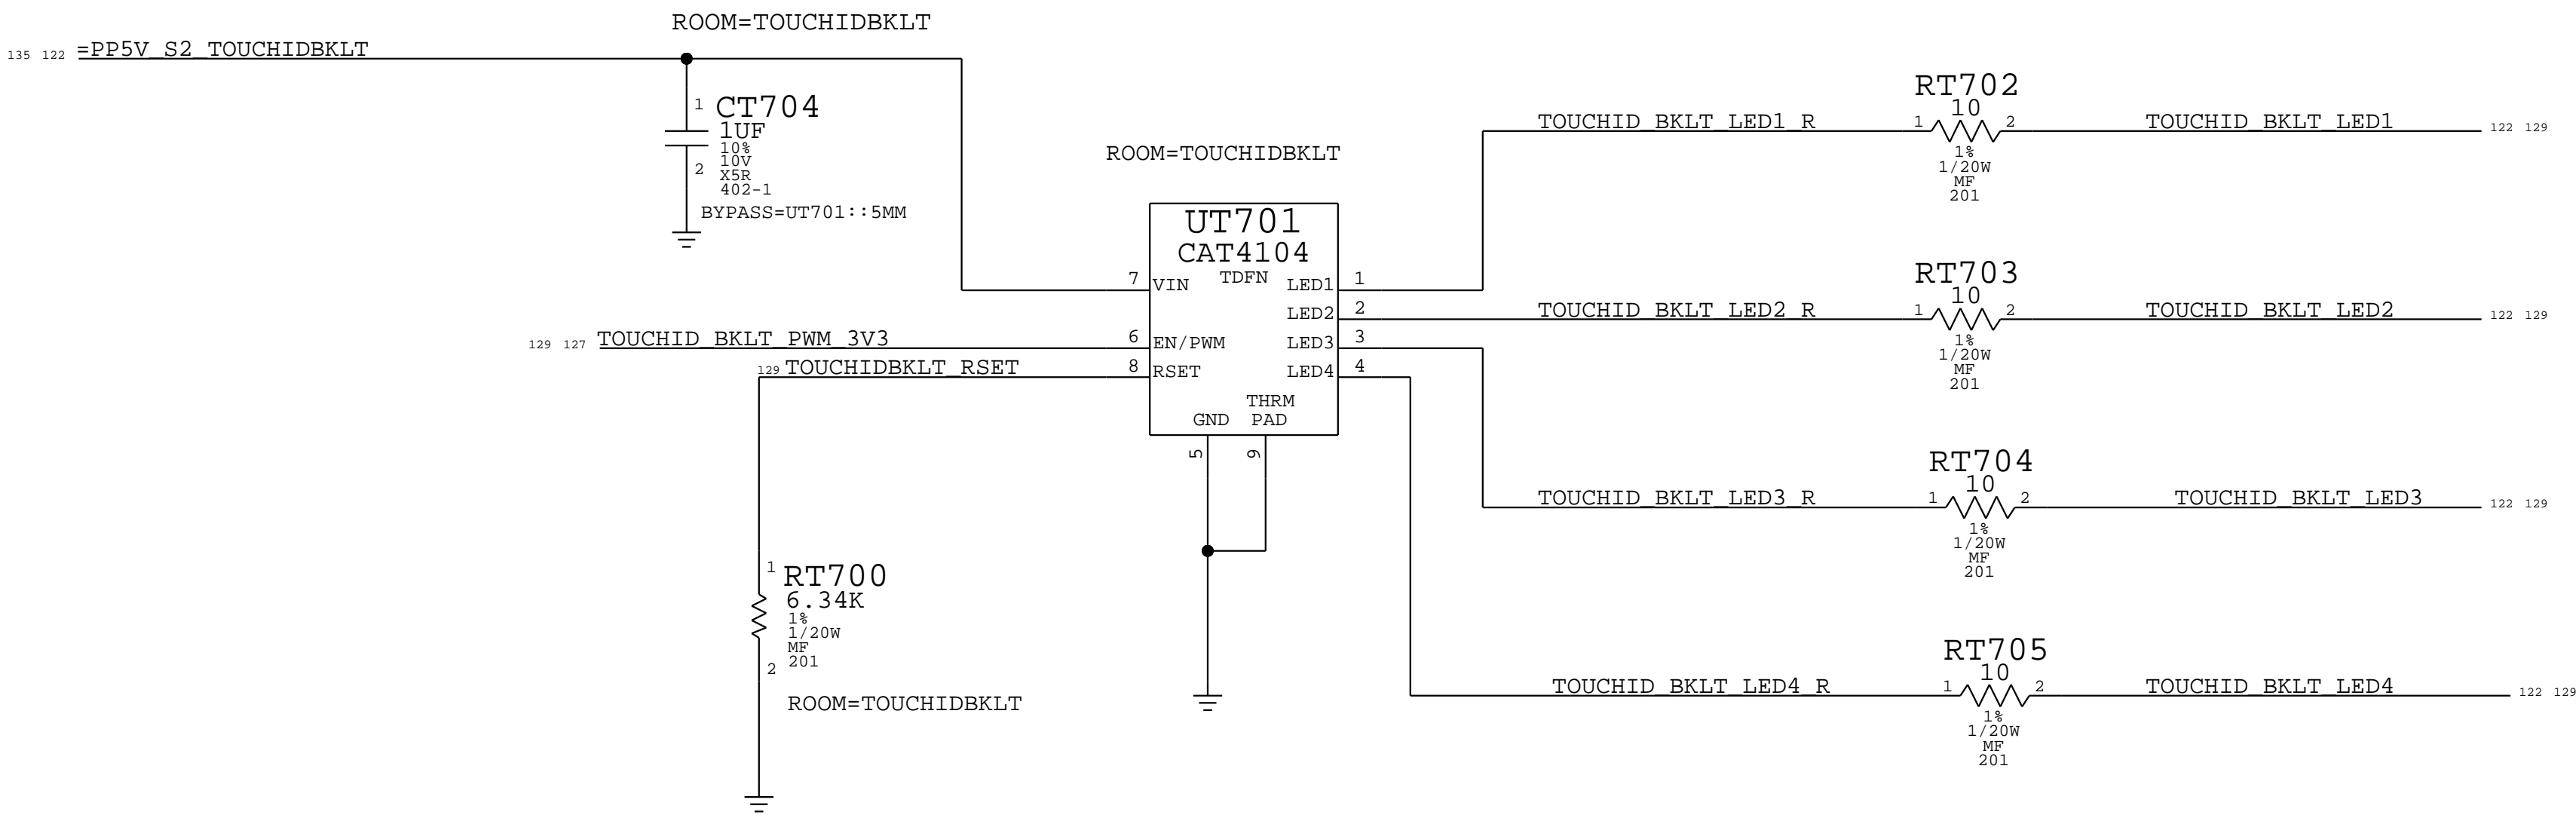 ROOM=TOUCHIDBKLT
135 122 =PP5V_S2_TOUCHIDBKLT
1 CT704
1UF
10%
10V
2 X5R
402-1
BYPASS=UT701::5MM
ROOM=TOUCHIDBKLT
UT701
CAT4104
TDFN
7 VIN
129 127 TOUCHID_BKLT_PWM_3V3 6 EN/PWM
129 TOUCHIDBKLT_RSET 8 RSET
LED1 1
LED2 2
LED3 3
LED4 4
THRM
GND PAD
5 9
1 RT700
6.34K
1%
1/20W
MF
2 201
ROOM=TOUCHIDBKLT
RT702
10
TOUCHID_BKLT_LED1_R 1 2 TOUCHID_BKLT_LED1 122 129
1%
1/20W
MF
201
RT703
10
TOUCHID_BKLT_LED2_R 1 2 TOUCHID_BKLT_LED2 122 129
1%
1/20W
MF
201
RT704
10
TOUCHID_BKLT_LED3_R 1 2 TOUCHID_BKLT_LED3 122 129
1%
1/20W
MF
201
RT705
10
TOUCHID_BKLT_LED4_R 1 2 TOUCHID_BKLT_LED4 122 129
1%
1/20W
MF
201